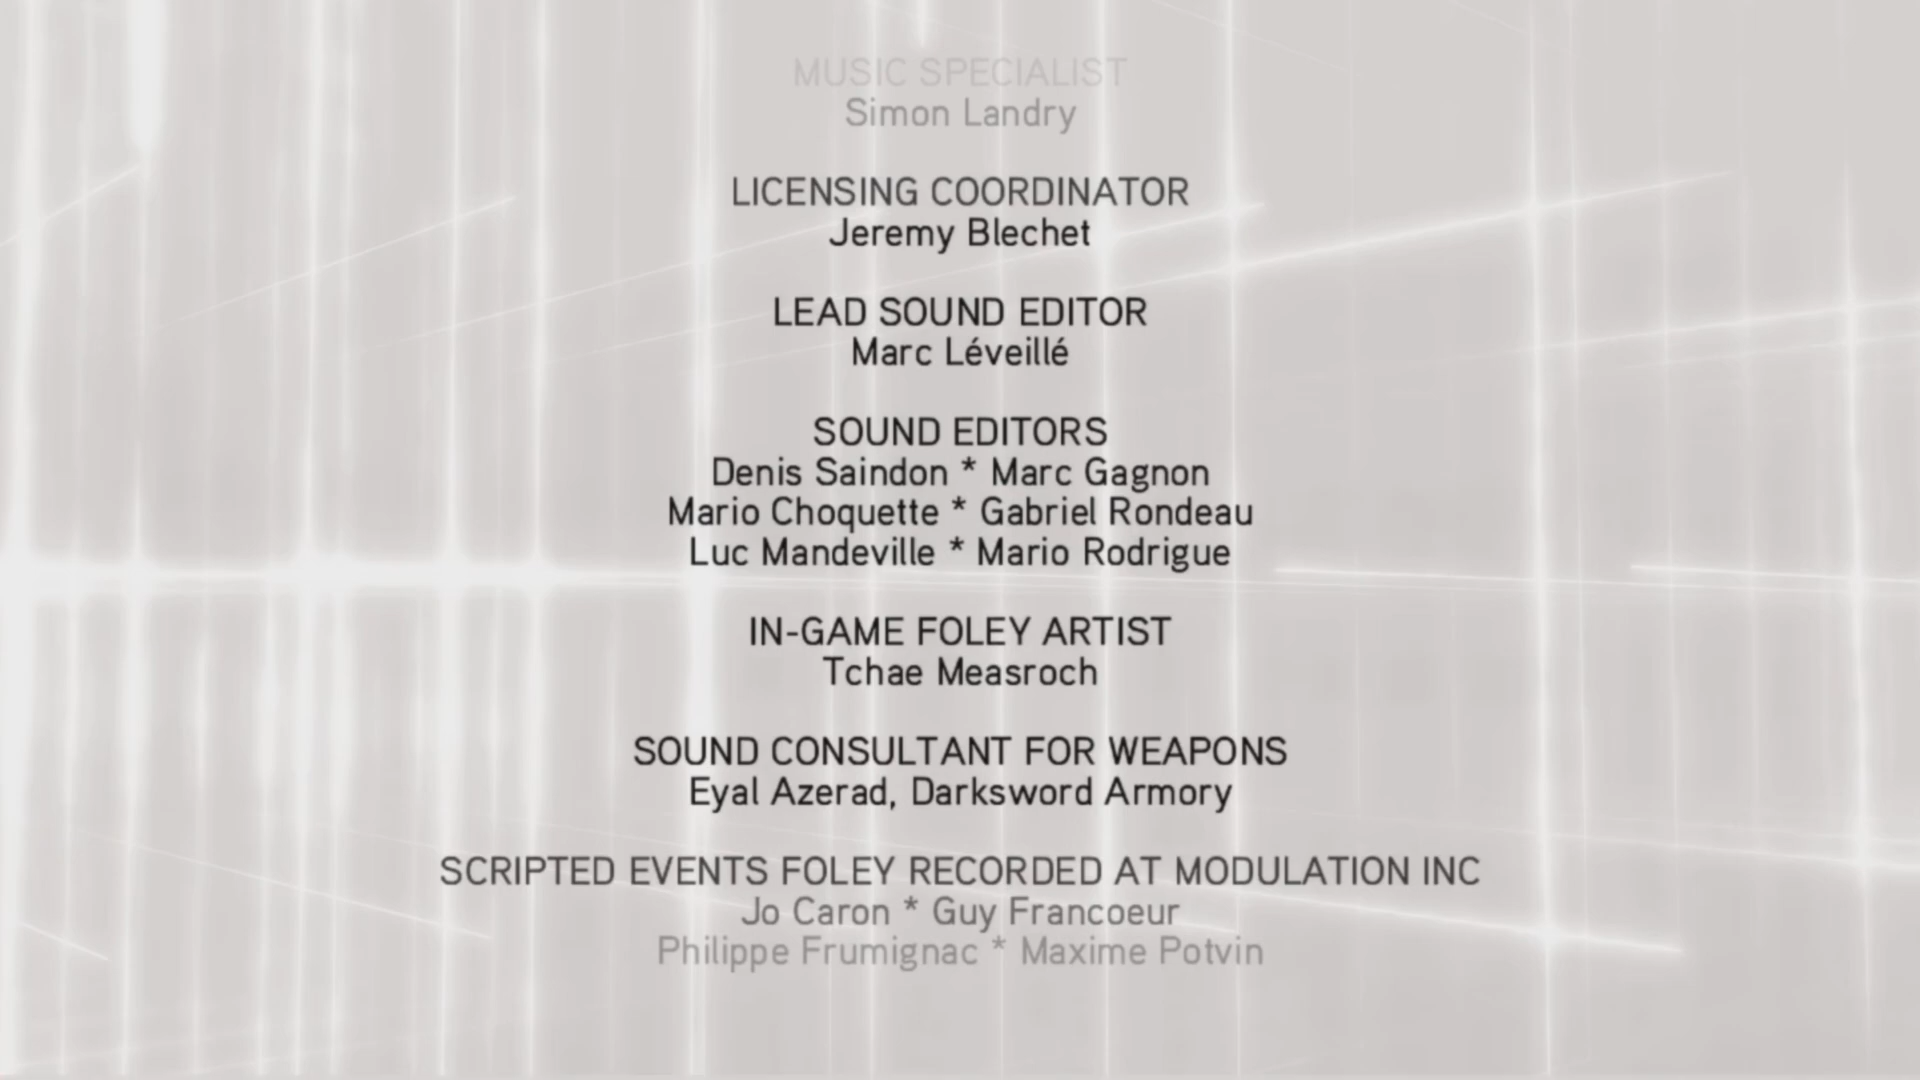 MUSIC SPECIALIST
Simon Landry
LICENSING COORDINATOR
Jeremy Blechet
LEAD SOUND EDITOR
Marc Léveillé
SOUND EDITORS
Denis Saindon * Marc Gagnon
Mario Choquette * Gabriel Rondeau
Luc Mandeville * Mario Rodrigue
IN-GAME FOLEY ARTIST
Tchae Measroch
SOUND CONSULTANT FOR WEAPONS
Eyal Azerad, Darksword Armory
SCRIPTED EVENTS FOLEY RECORDED AT MODULATION INC
Jo Caron * Guy Francoeur
Philippe Frumignac * Maxime Potvin